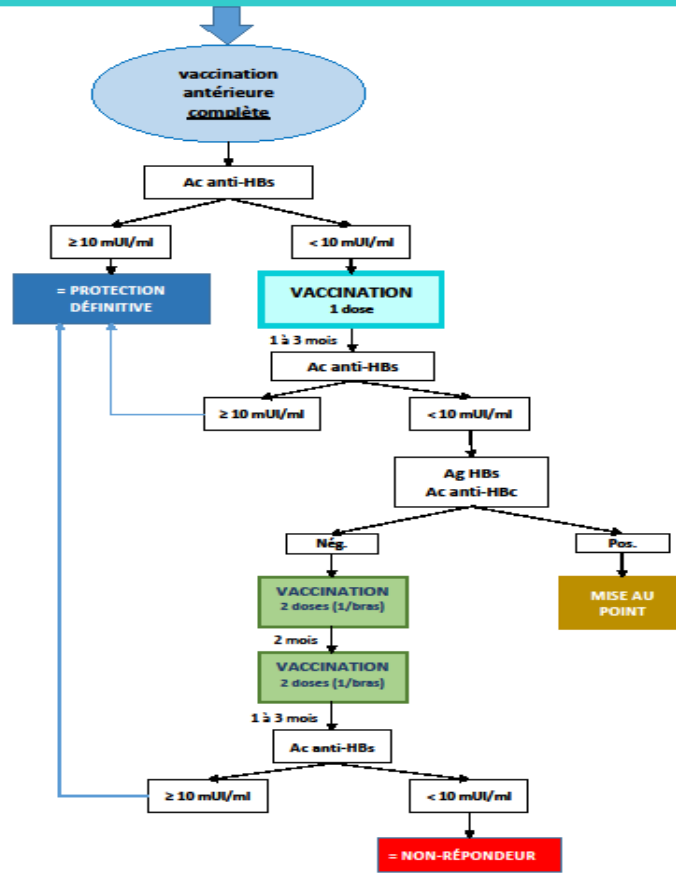 vaccination
antérieure
complète
Ac anti-HBs
≥ 10 mUI/ml
< 10 mUI/ml
= PROTECTION
DÉFINITIVE
VACCINATION
1 dose
1 à 3 mois
Ac anti-HBs
≥ 10 mUI/ml
< 10 mUI/ml
Ag HBs
Ac anti-HBc
Nég.
Pos.
VACCINATION
2 doses (1/bras)
MISE AU
POINT
2 mois
VACCINATION
2 doses (1/bras)
1 à 3 mois
Ac anti-HBs
≥ 10 mUI/ml
< 10 mUI/ml
= NON-RÉPONDEUR